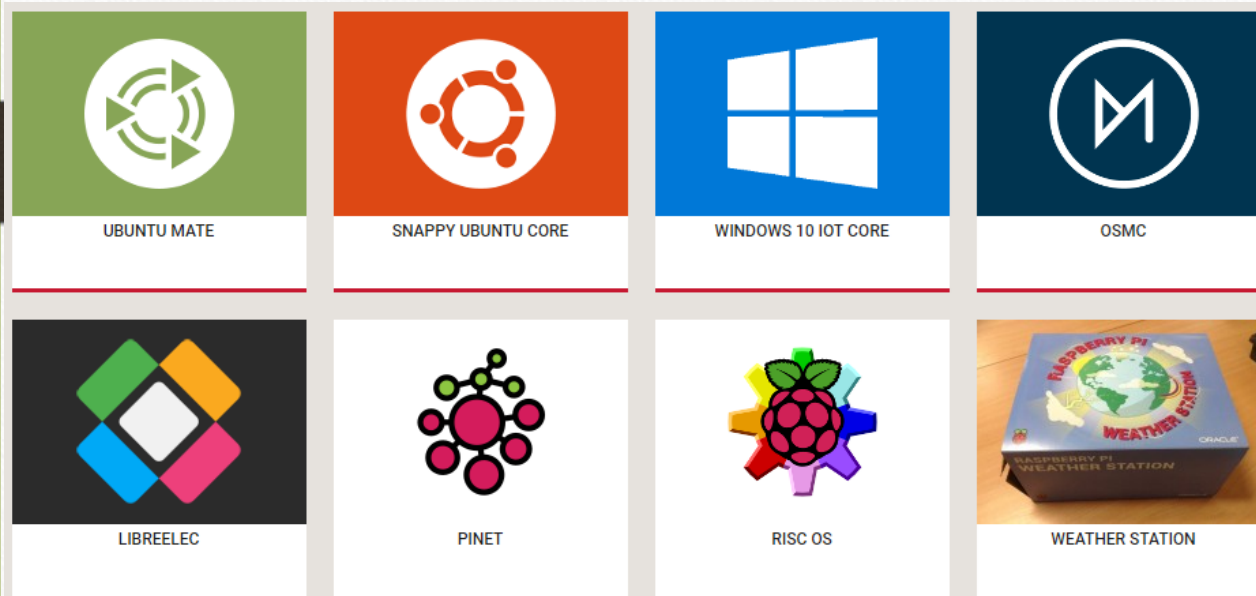 UBUNTU MATE
SNAPPY UBUNTU CORE
WINDOWS 10 IOT CORE
OSMC
RASPBERRY PI
WEATHER STATION
ORACLE
RASPBERRY PI
WEATHER STATION
LIBREELEC
PINET
RISC OS
WEATHER STATION